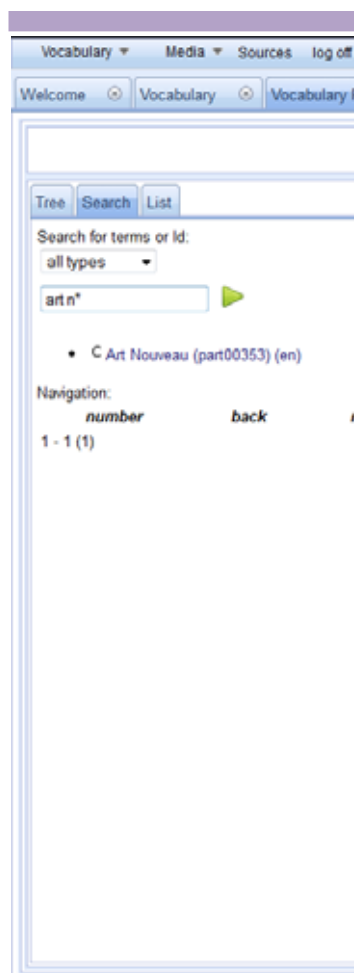 Vocabulary Media Sources log off
Welcome Vocabulary Vocabulary
Tree Search List
Search for terms or Id:
all types
art n*
C Art Nouveau (part00353) (en)
Navigation:
number back
1 - 1 (1)